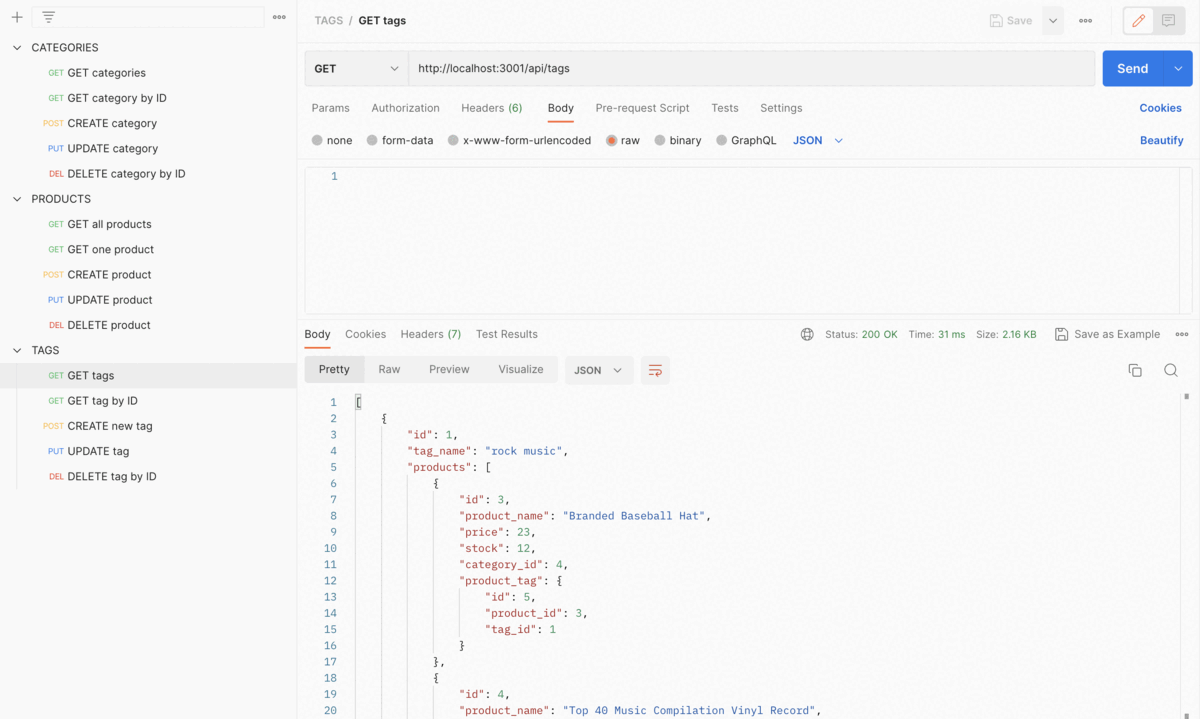 CATEGORIES
GET GET categories
GET GET category by ID
POST CREATE category
PUT UPDATE category
DEL DELETE category by ID
PRODUCTS
GET GET all products
GET GET one product
POST CREATE product
PUT UPDATE product
DEL DELETE product
TAGS
GET GET tags
GET GET tag by ID
POST CREATE new tag
PUT UPDATE tag
DEL DELETE tag by ID
TAGS / GET tags
Save
GET http://localhost:3001/api/tags Send
Params Authorization Headers (6) Body Pre-request Script Tests Settings Cookies
none form-data x-www-form-urlencoded raw binary GraphQL JSON Beautify
1
Body Cookies Headers (7) Test Results Status: 200 OK Time: 31 ms Size: 2.16 KB Save as Example
Pretty Raw Preview Visualize JSON
1 [
2 {
3 "id": 1,
4 "tag_name": "rock music",
5 "products": [
6 {
7 "id": 3,
8 "product_name": "Branded Baseball Hat",
9 "price": 23,
10 "stock": 12,
11 "category_id": 4,
12 "product_tag": {
13 "id": 5,
14 "product_id": 3,
15 "tag_id": 1
16 }
17 },
18 {
19 "id": 4,
20 "product_name": "Top 40 Music Compilation Vinyl Record",